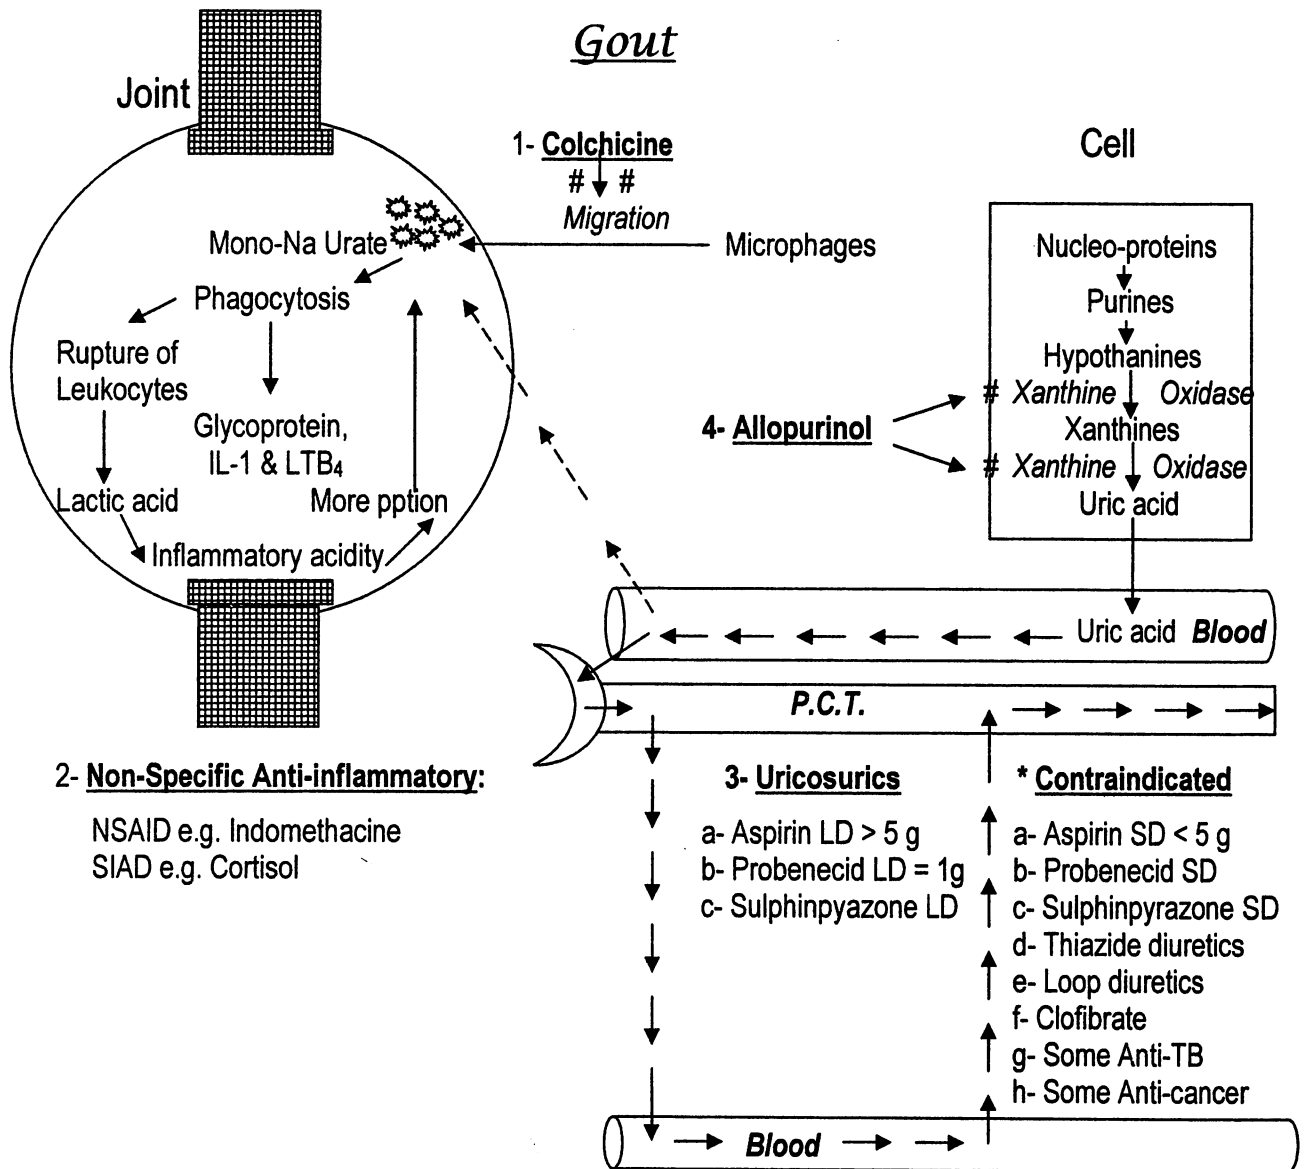 Gout
Joint
1- Colchicine
# #
Migration
Microphages
Mono-Na Urate
Phagocytosis
Rupture of
Leukocytes
Glycoprotein,
IL-1 & LTB₄
Lactic acid
More pption
Inflammatory acidity
Cell
Nucleo-proteins
Purines
Hypothanines
# Xanthine Oxidase
4- Allopurinol
Xanthines
# Xanthine Oxidase
Uric acid
Uric acid Blood
P.C.T.
2- Non-Specific Anti-inflammatory:
NSAID e.g. Indomethacine
SIAD e.g. Cortisol
3- Uricosurics
a- Aspirin LD > 5 g
b- Probenecid LD = 1g
c- Sulphinpyazone LD
* Contraindicated
a- Aspirin SD < 5 g
b- Probenecid SD
c- Sulphinpyrazone SD
d- Thiazide diuretics
e- Loop diuretics
f- Clofibrate
g- Some Anti-TB
h- Some Anti-cancer
Blood